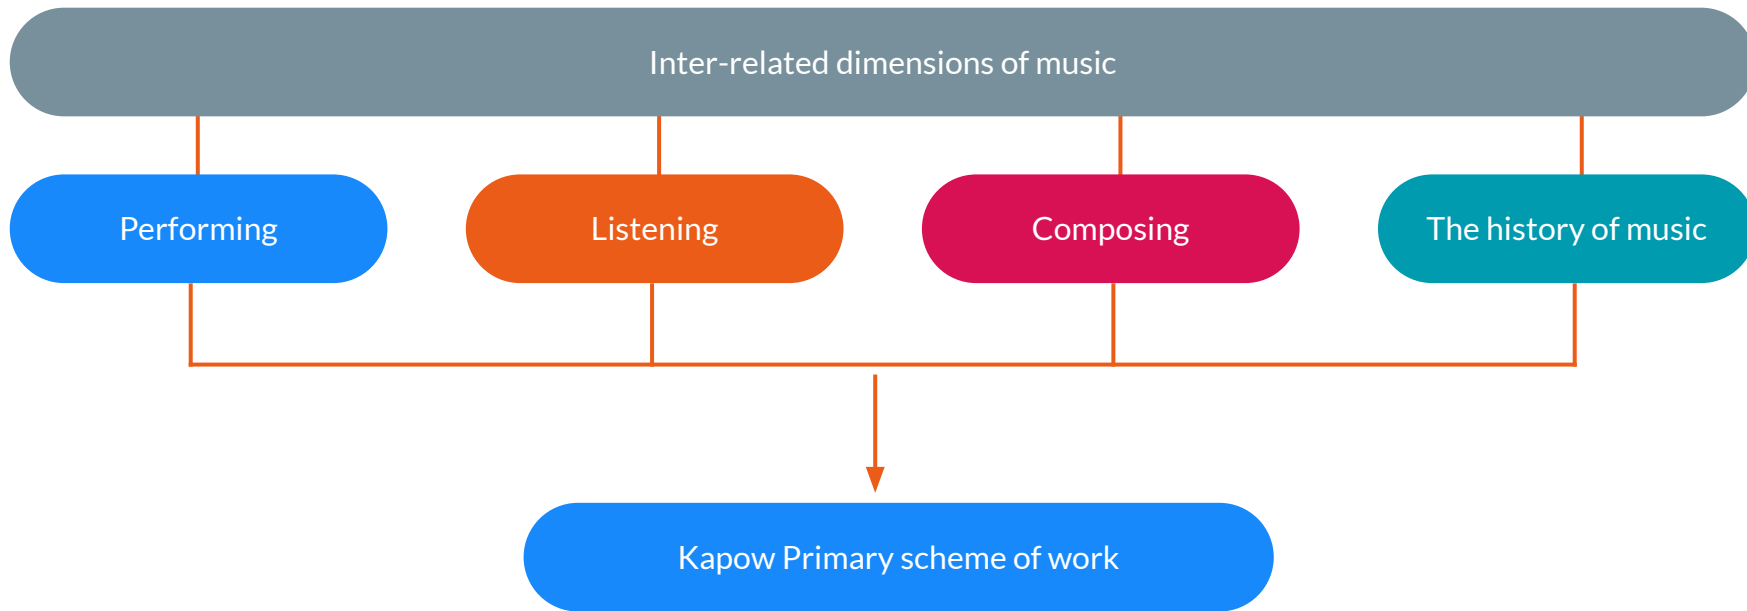 Inter-related dimensions of music
Performing
Listening
Composing
The history of music
Kapow Primary scheme of work